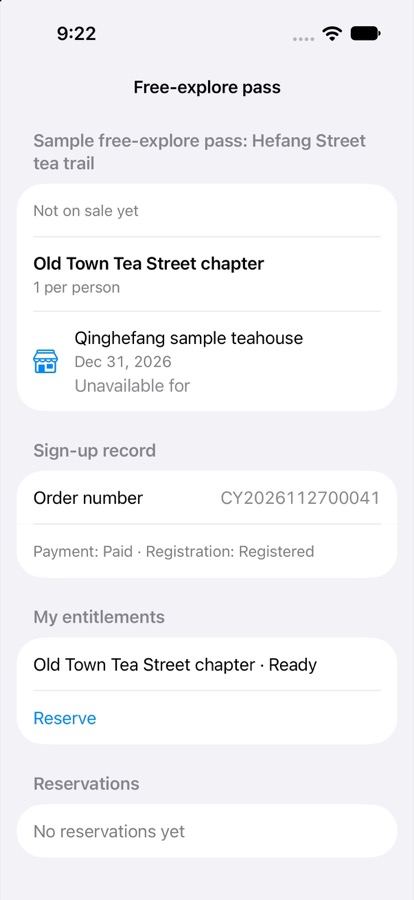 9:22
Free-explore pass
Sample free-explore pass: Hefang Street
tea trail
Not on sale yet
Old Town Tea Street chapter
1 per person
Qinghefang sample teahouse
Dec 31, 2026
Unavailable for
Sign-up record
Order number CY2026112700041
Payment: Paid · Registration: Registered
My entitlements
Old Town Tea Street chapter · Ready
Reserve
Reservations
No reservations yet